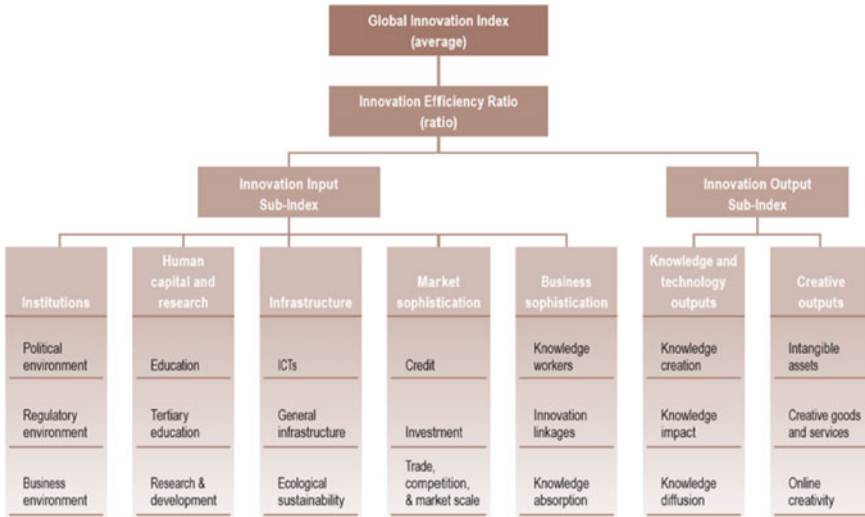 Global Innovation Index
(average)
Innovation Efficiency Ratio
(ratio)
Innovation Input
Sub-Index
Innovation Output
Sub-Index
Institutions
Human
capital and
research
Infrastructure
Market
sophistication
Business
sophistication
Knowledge and
technology
outputs
Creative
outputs
Political
environment
Education
ICTs
Credit
Knowledge
workers
Knowledge
creation
Intangible
assets
Regulatory
environment
Tertiary
education
General
infrastructure
Investment
Innovation
linkages
Knowledge
impact
Creative goods
and services
Business
environment
Research &
development
Ecological
sustainability
Trade,
competition,
& market scale
Knowledge
absorption
Knowledge
diffusion
Online
creativity